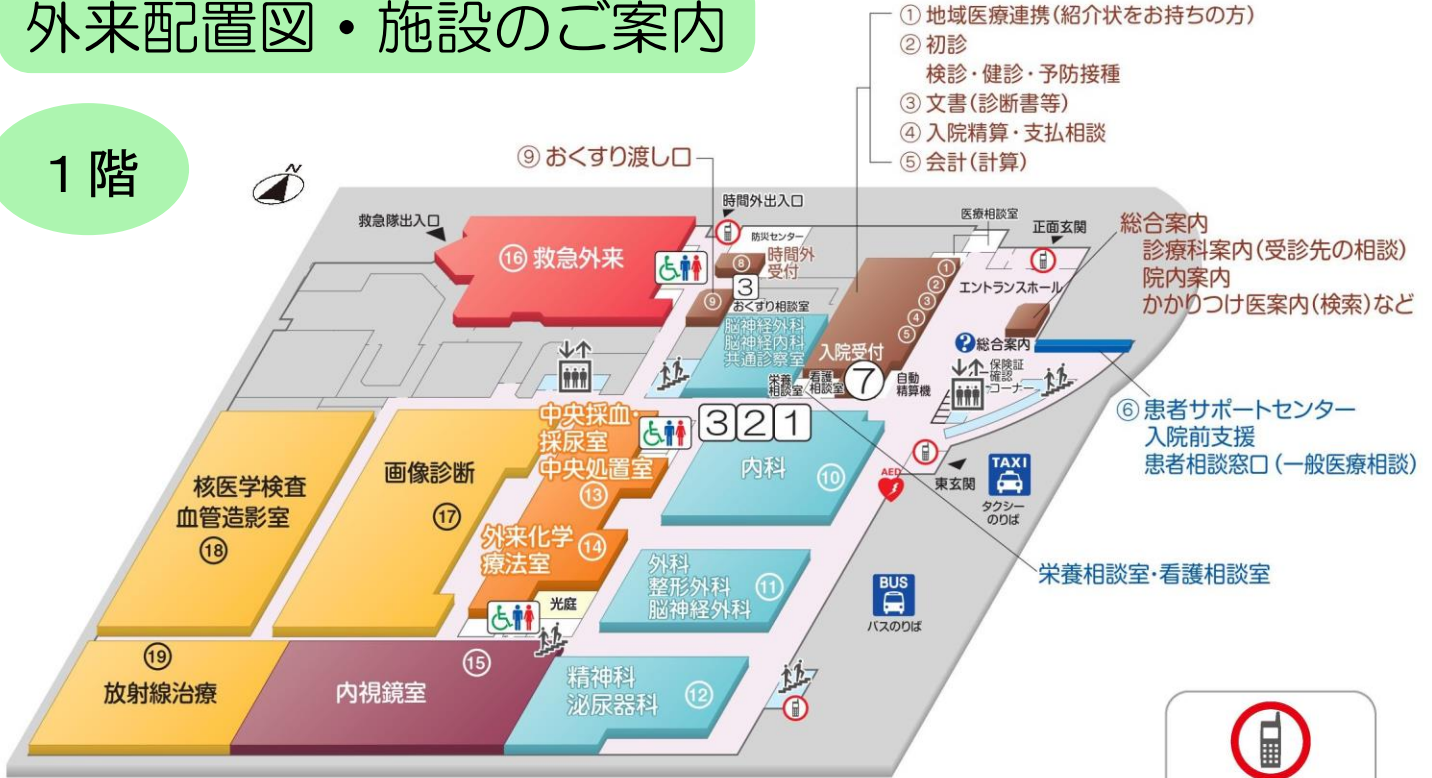 外来配置図・施設のご案内
１階
① 地域医療連携(紹介状をお持ちの方)
② 初診
検診・健診・予防接種
③ 文書(診断書等)
④ 入院精算・支払相談
⑤ 会計(計算)
⑨ おくすり渡し口
N
救急隊出入口
時間外出入口
防災センター
医療相談室
正面玄関
総合案内
診療科案内(受診先の相談)
院内案内
かかりつけ医案内(検索)など
⑯ 救急外来
⑧
時間外
受付
③
⑨
3
おくすり相談室
①
②
③
④
⑤
エントランスホール
脳神経外科
脳神経内科
共通診察室
入院受付
?総合案内
栄養
相談室
看護
相談室
⑦
自動
精算機
保険証
確認
コーナー
⑥ 患者サポートセンター
入院前支援
患者相談窓口(一般医療相談)
中央採血・
採尿室
中央処置室
⑬
3 2 1
内科
⑩
AED
東玄関
TAXI
タクシー
のりば
画像診断
⑰
核医学検査
血管造影室
⑱
外来化学
療法室
⑭
外科
整形外科
脳神経外科
⑪
栄養相談室・看護相談室
BUS
バスのりば
光庭
⑲
放射線治療
⑮
内視鏡室
精神科
泌尿器科
⑫